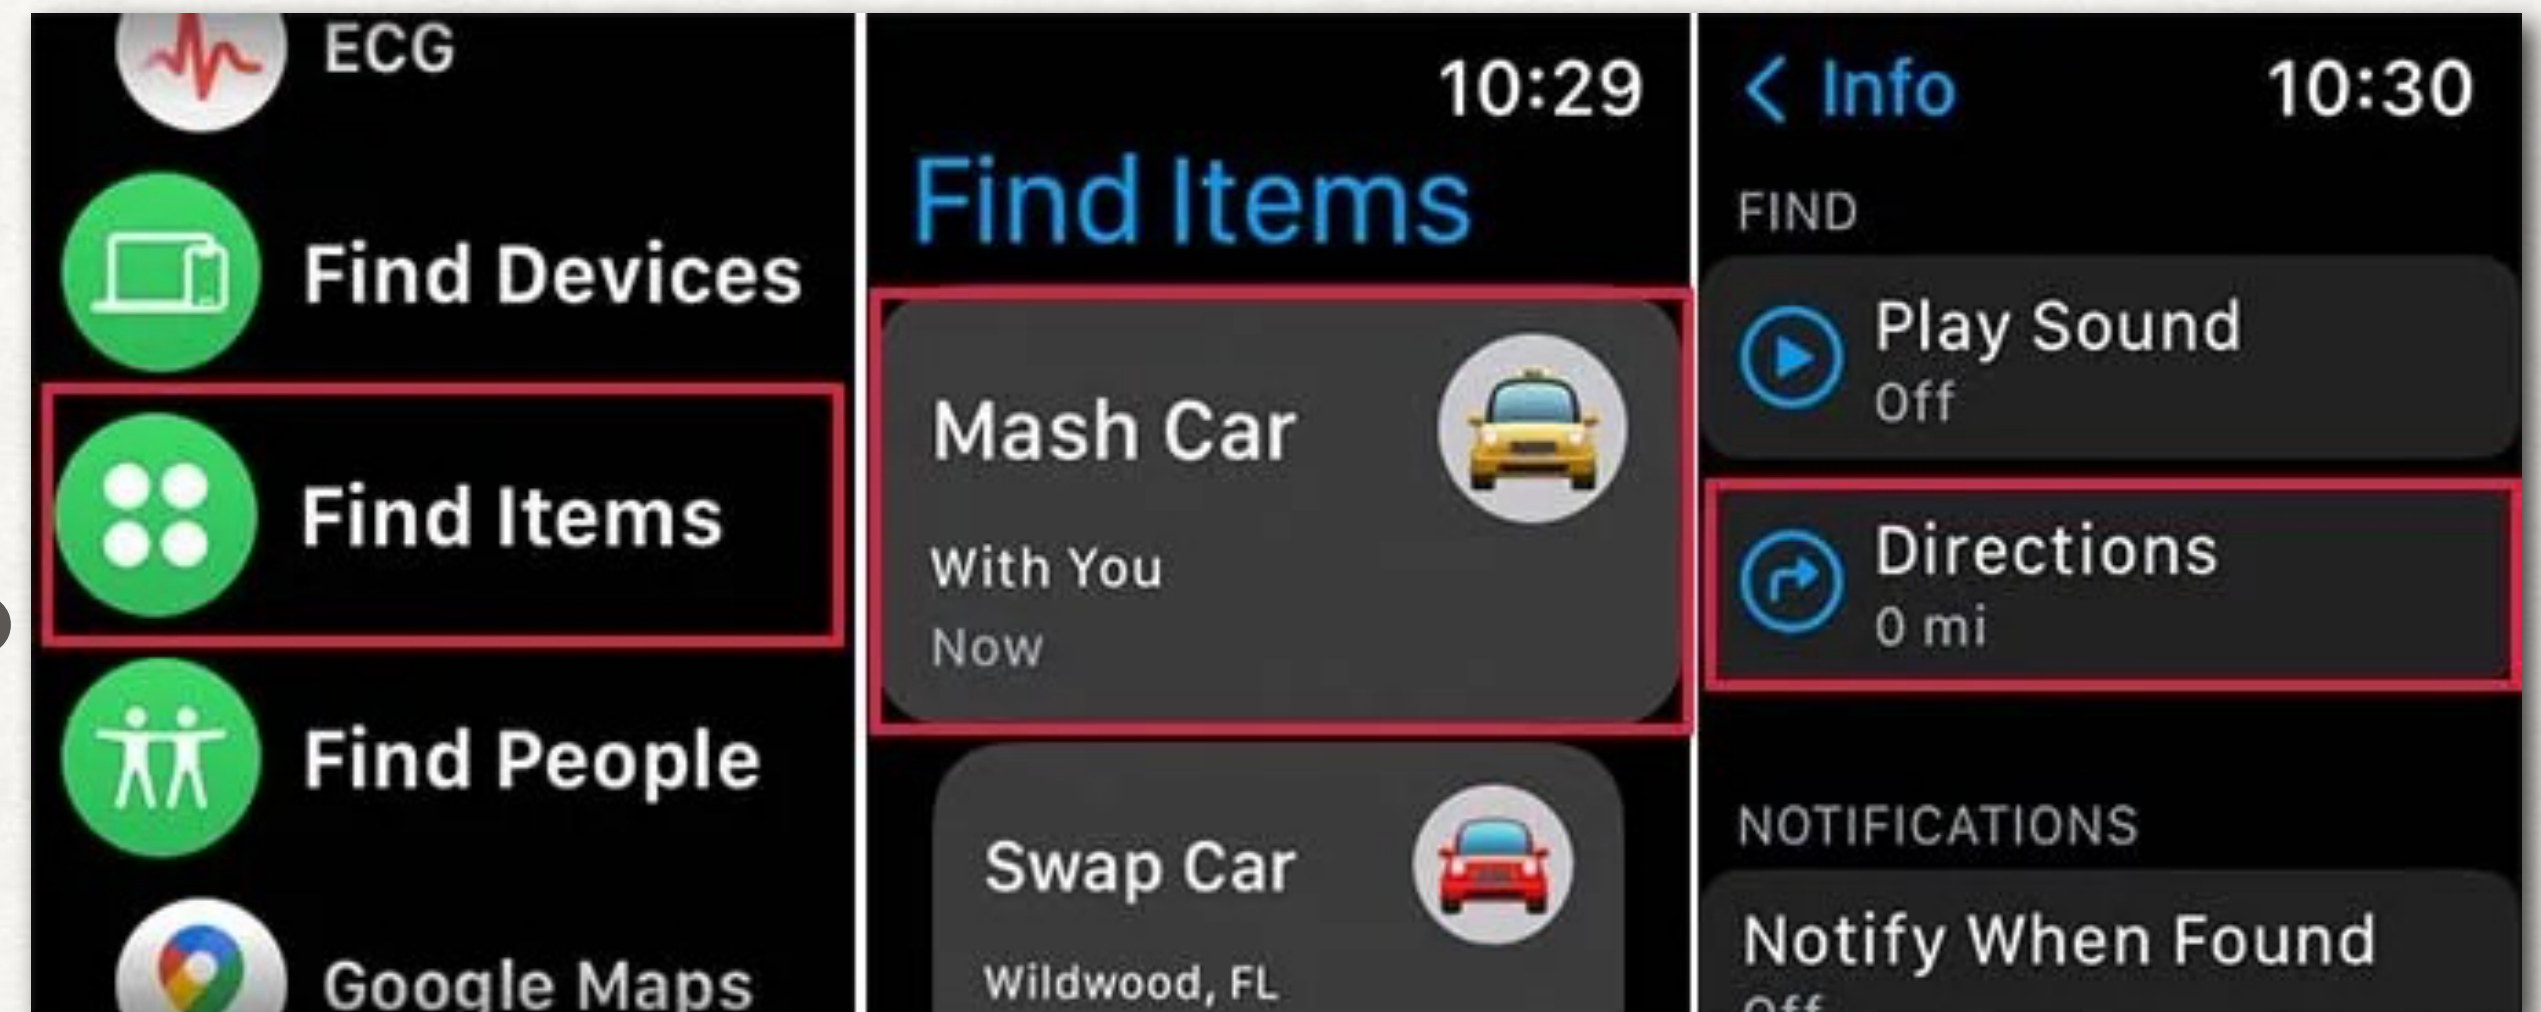 ECG
Find Devices
Find Items
Find People
Google Maps
10:29
Find Items
Mash Car
With You
Now
Swap Car
Wildwood, FL
Info
10:30
FIND
Play Sound
Off
Directions
0 mi
NOTIFICATIONS
Notify When Found
Off